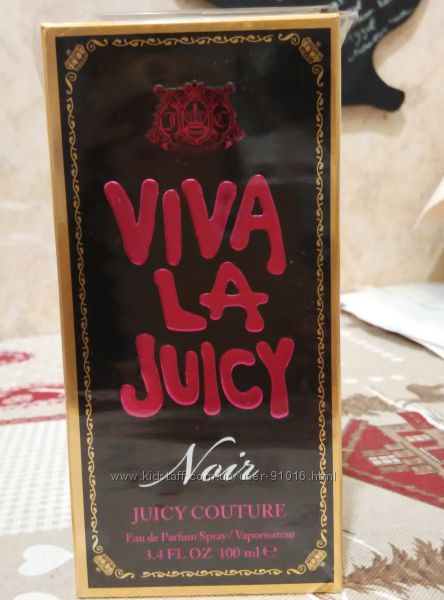 VIVA
LA
JUICY
Noir
www.kidstaff.com.ua/user-91016.html
JUICY COUTURE
Eau de Parfum Spray/Vaporisateur
3.4 FL OZ 100 ml ℮